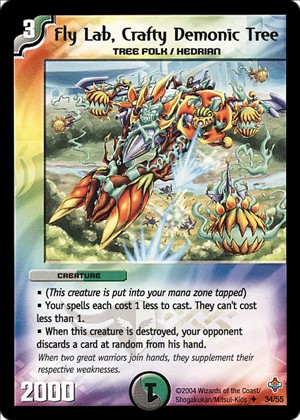 3 Fly Lab, Crafty Demonic Tree
TREE FOLK / HEDRIAN
CREATURE
▪ (This creature is put into your mana zone tapped)
▪ Your spells each cost 1 less to cast. They can't cost
less than 1.
▪ When this creature is destroyed, your opponent
discards a card at random from his hand.
When two great warriors join hands, they supplement their
respective weaknesses.
2000
1
©2004 Wizards of the Coast/
Shogakukan/Mitsui-Kids
34/55